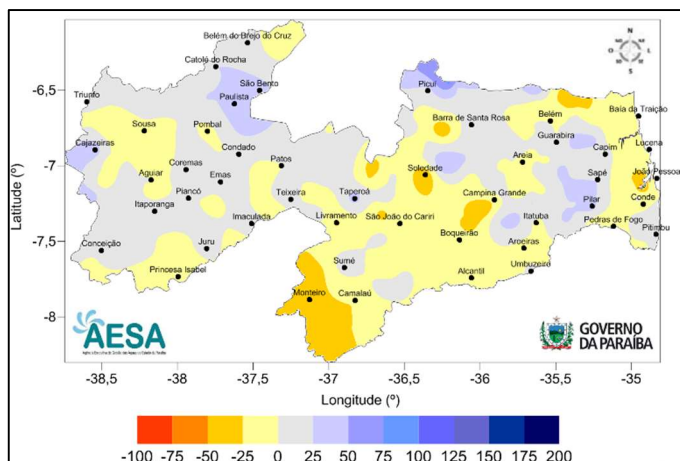 Belém do Brejo do Cruz
Catolé do Rocha
São Bento
Triunfo
Paulista
Picuí
Baía da Traição
Sousa
Pombal
Barra de Santa Rosa
Belém
Guarabira
Lucena
Cajazeiras
Condado
Capim
Coremas
Patos
Areia
Aguiar
Emas
Soledade
Sapé
João Pessoa
Piancó
Teixeira
Taperoá
Campina Grande
Pilar
Conde
Itaporanga
Imaculada
Livramento
São João do Cariri
Itatuba
Pedras de Fogo
Conceição
Juru
Boqueirão
Aroeiras
Pitimbu
Princesa Isabel
Sumé
Umbuzeiro
Alcantil
Monteiro
Camalaú
N
O L
S
AESA
GOVERNO
DA PARAÍBA
Latitude (º)
-6,5
-7
-7,5
-8
-38,5 -38 -37,5 -37 -36,5 -36 -35,5 -35
Longitude (º)
-100 -75 -50 -25 0 25 50 75 100 125 150 175 200